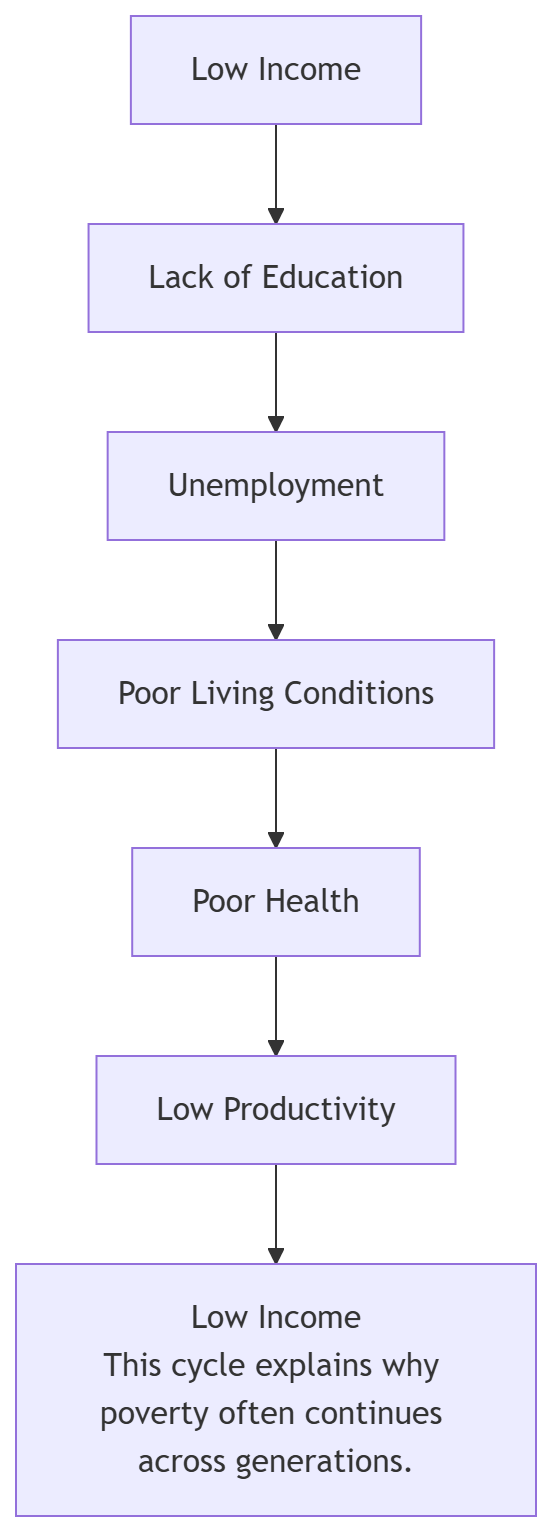 Low Income
Lack of Education
Unemployment
Poor Living Conditions
Poor Health
Low Productivity
Low Income
This cycle explains why
poverty often continues
across generations.